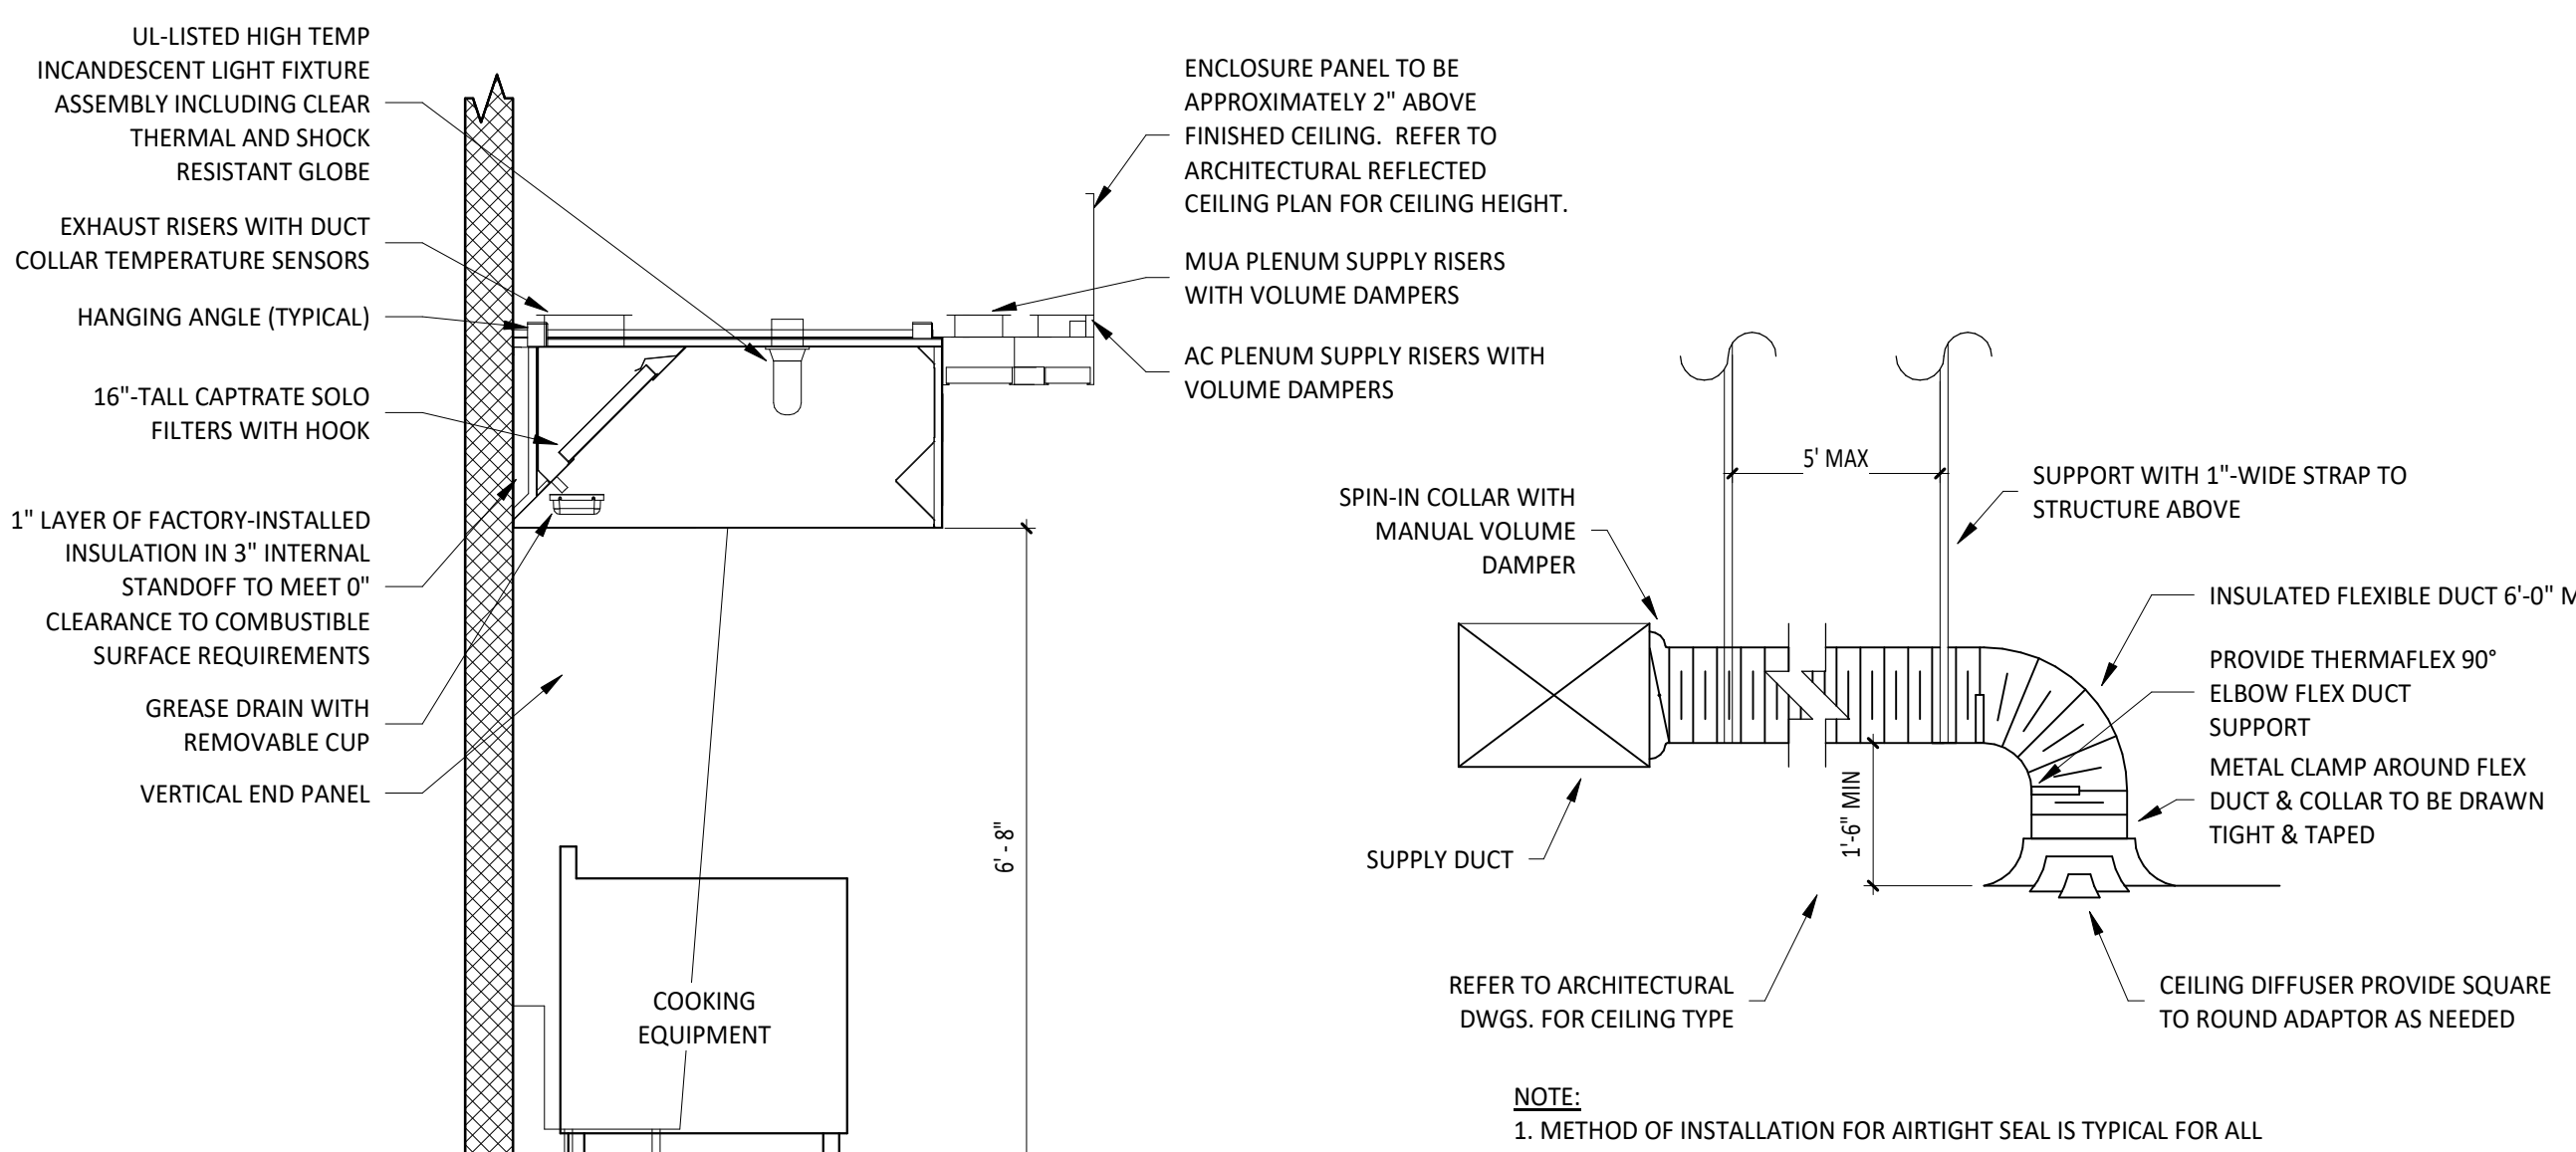 UL-LISTED HIGH TEMP
INCANDESCENT LIGHT FIXTURE
ASSEMBLY INCLUDING CLEAR
THERMAL AND SHOCK
RESISTANT GLOBE
EXHAUST RISERS WITH DUCT
COLLAR TEMPERATURE SENSORS
HANGING ANGLE (TYPICAL)
16"-TALL CAPTRATE SOLO
FILTERS WITH HOOK
1" LAYER OF FACTORY-INSTALLED
INSULATION IN 3" INTERNAL
STANDOFF TO MEET 0"
CLEARANCE TO COMBUSTIBLE
SURFACE REQUIREMENTS
GREASE DRAIN WITH
REMOVABLE CUP
VERTICAL END PANEL
ENCLOSURE PANEL TO BE
APPROXIMATELY 2" ABOVE
FINISHED CEILING. REFER TO
ARCHITECTURAL REFLECTED
CEILING PLAN FOR CEILING HEIGHT.
MUA PLENUM SUPPLY RISERS
WITH VOLUME DAMPERS
AC PLENUM SUPPLY RISERS WITH
VOLUME DAMPERS
6' - 8"
COOKING
EQUIPMENT
5' MAX
SUPPORT WITH 1"-WIDE STRAP TO
STRUCTURE ABOVE
SPIN-IN COLLAR WITH
MANUAL VOLUME
DAMPER
INSULATED FLEXIBLE DUCT 6'-0"
PROVIDE THERMAFLEX 90°
ELBOW FLEX DUCT
SUPPORT
METAL CLAMP AROUND FLEX
DUCT & COLLAR TO BE DRAWN
TIGHT & TAPED
1'-6" MIN
SUPPLY DUCT
REFER TO ARCHITECTURAL
DWGS. FOR CEILING TYPE
CEILING DIFFUSER PROVIDE SQUARE
TO ROUND ADAPTOR AS NEEDED
NOTE:
1. METHOD OF INSTALLATION FOR AIRTIGHT SEAL IS TYPICAL FOR ALL